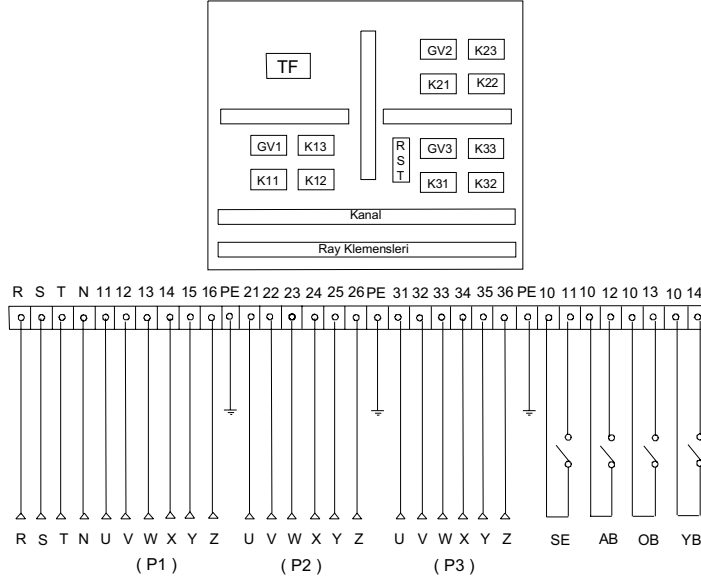 TF
GV2 K23
K21 K22
GV1 K13
K11 K12
R
S
T
GV3 K33
K31 K32
Kanal
Ray Klemensleri
R S T N 11 12 13 14 15 16 PE 21 22 23 24 25 26 PE 31 32 33 34 35 36 PE 10 11 10 12 10 13 10 14
R S T N U V W X Y Z U V W X Y Z U V W X Y Z SE AB OB YB
( P1 ) ( P2 ) ( P3 )